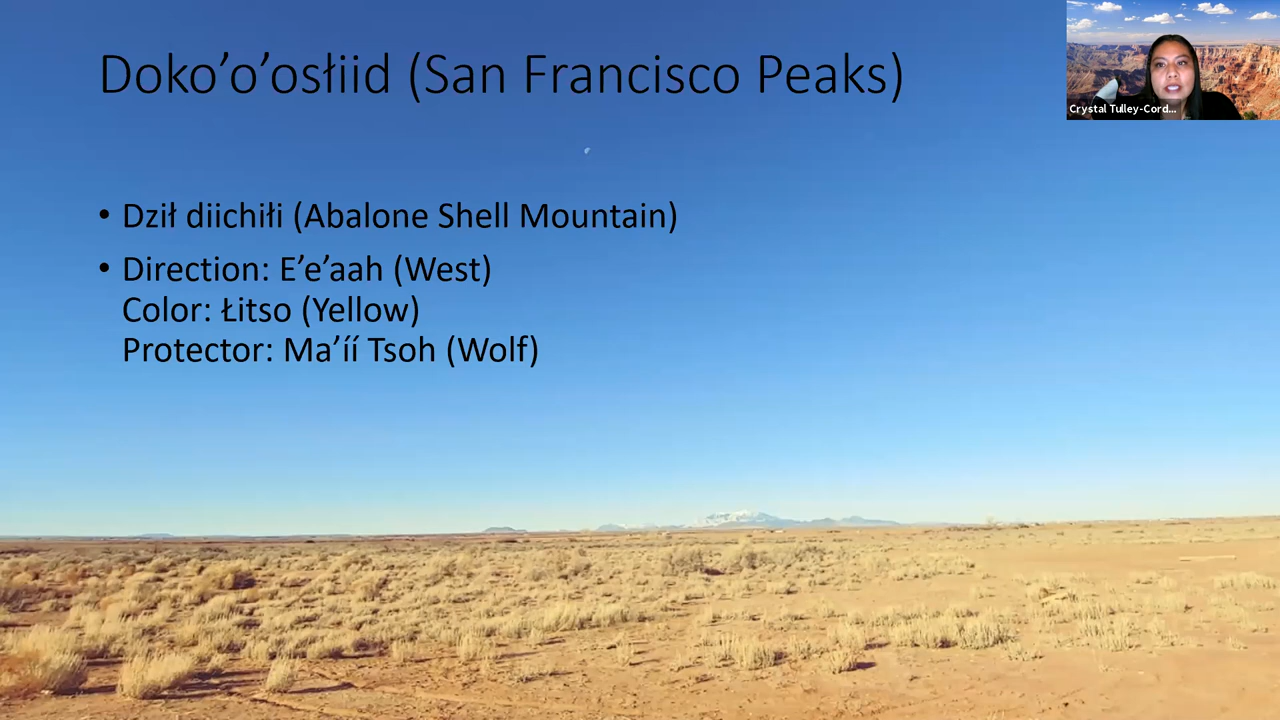 Doko’o’osłiid (San Francisco Peaks)
Crystal Tulley-Cord...
• Dził diichiłi (Abalone Shell Mountain)
• Direction: E’e’aah (West)
Color: Łitso (Yellow)
Protector: Ma’íí Tsoh (Wolf)